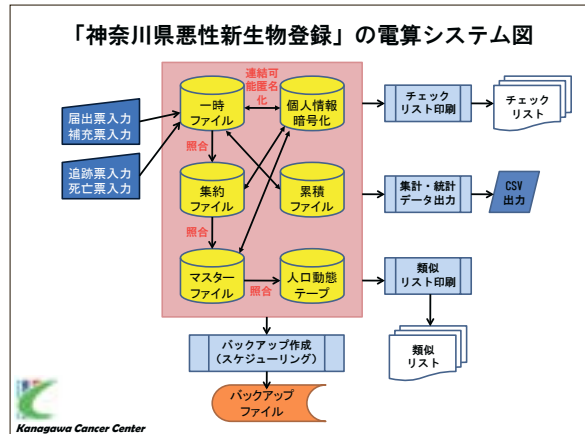 「神奈川県悪性新生物登録」の電算システム図
連結可
能匿名
化
届出票入力
補充票入力
追跡票入力
死亡票入力
一時
ファイル
個人情報
暗号化
照合
集約
ファイル
累積
ファイル
照合
マスター
ファイル
照合
人口動態
テープ
チェック
リスト印刷
チェック
リスト
集計・統計
データ出力
CSV
出力
類似
リスト印刷
類似
リスト
バックアップ作成
(スケジューリング)
バックアップ
ファイル
Kanagawa Cancer Center